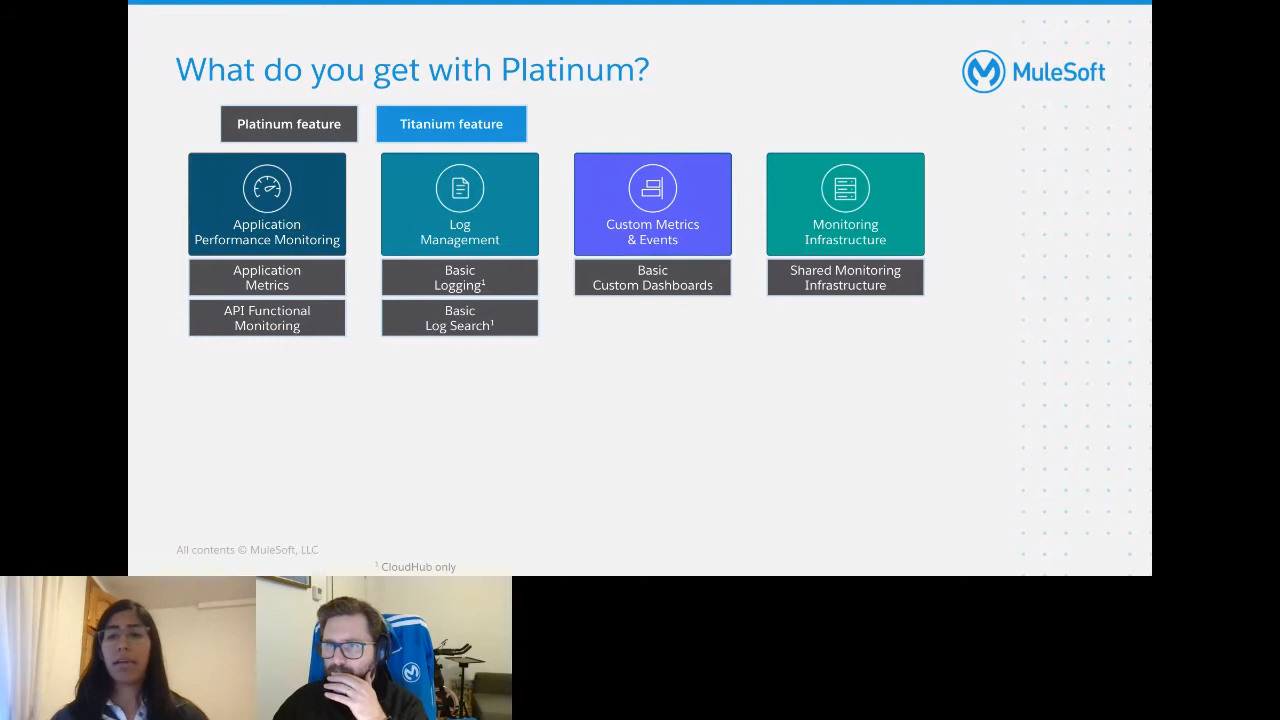 What do you get with Platinum?
MuleSoft
Platinum feature
Titanium feature
Application
Performance Monitoring
Log
Management
Custom Metrics
& Events
Monitoring
Infrastructure
Application
Metrics
Basic
Logging¹
Basic
Custom Dashboards
Shared Monitoring
Infrastructure
API Functional
Monitoring
Basic
Log Search¹
All contents © MuleSoft, LLC
¹ CloudHub only